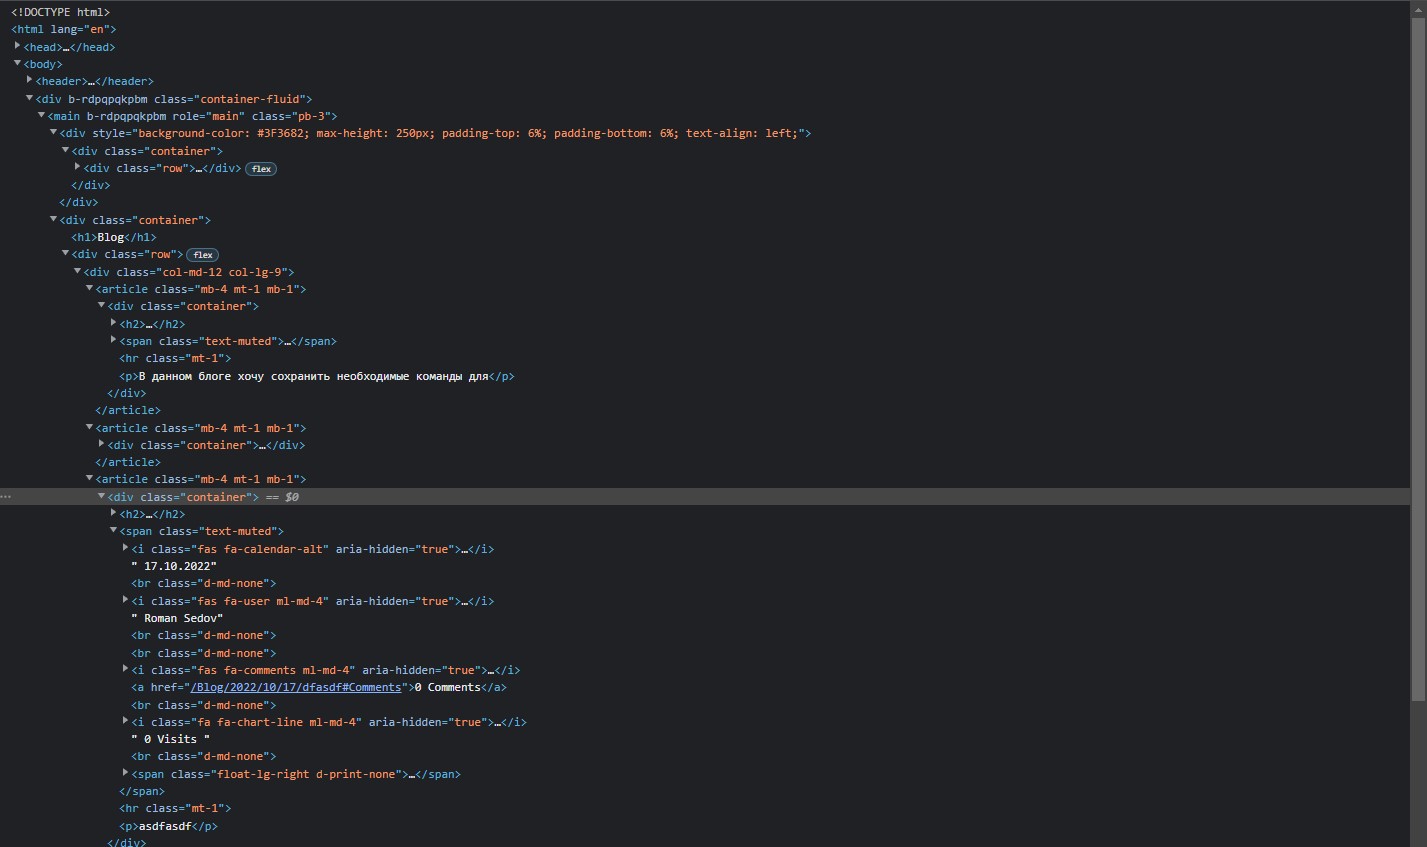 <!DOCTYPE html>
<html lang="en">
<head>…</head>
<body>
<header>…</header>
<div b-rdpqpqkpbm class="container-fluid">
<main b-rdpqpqkpbm role="main" class="pb-3">
<div style="background-color: #3F3682; max-height: 250px; padding-top: 6%; padding-bottom: 6%; text-align: left;">
<div class="container">
<div class="row">…</div> flex
</div>
</div>
<div class="container">
<h1>Blog</h1>
<div class="row"> flex
<div class="col-md-12 col-lg-9">
<article class="mb-4 mt-1 mb-1">
<div class="container">
<h2>…</h2>
<span class="text-muted">…</span>
<hr class="mt-1">
<p>В данном блоге хочу сохранить необходимые команды для</p>
</div>
</article>
<article class="mb-4 mt-1 mb-1">
<div class="container">…</div>
</article>
<article class="mb-4 mt-1 mb-1">
… <div class="container"> == $0
<h2>…</h2>
<span class="text-muted">
<i class="fas fa-calendar-alt" aria-hidden="true">…</i>
" 17.10.2022"
<br class="d-md-none">
<i class="fas fa-user ml-md-4" aria-hidden="true">…</i>
" Roman Sedov"
<br class="d-md-none">
<br class="d-md-none">
<i class="fas fa-comments ml-md-4" aria-hidden="true">…</i>
<a href="/Blog/2022/10/17/dfasdf#Comments">0 Comments</a>
<br class="d-md-none">
<i class="fa fa-chart-line ml-md-4" aria-hidden="true">…</i>
" 0 Visits "
<br class="d-md-none">
<span class="float-lg-right d-print-none">…</span>
</span>
<hr class="mt-1">
<p>asdfasdf</p>
</div>